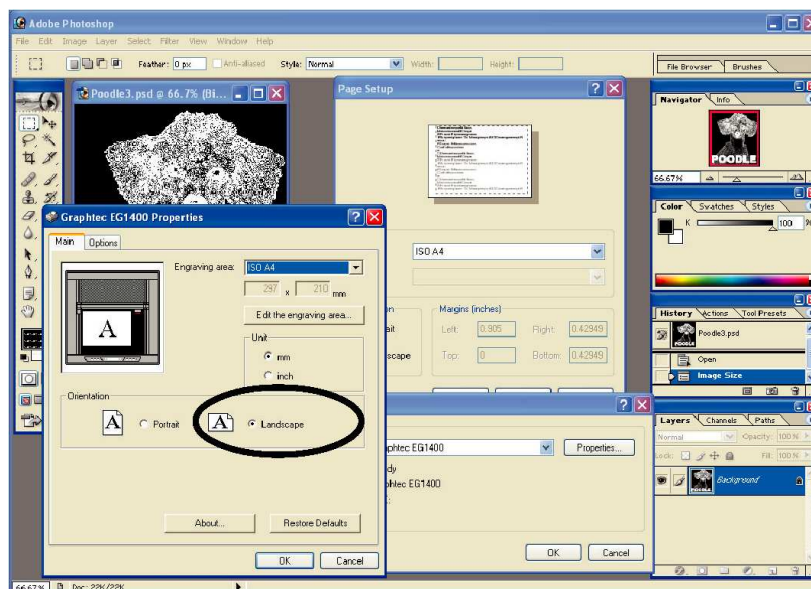 Adobe Photoshop
File Edit Image Layer Select Filter View Window Help
Feather: 0 px Anti-aliased Style: Normal Width: Height:
File Browser Brushes
Poodle3.psd @ 66.7% (Bi...
Page Setup
Navigator Info
POODLE
66.67%
ISO A4
Margins (inches)
Left: 0.905 Right: 0.42949
Top: 0 Bottom: 0.42949
Color Swatches Styles
K 100 %
History Actions Tool Presets
Poodle3.psd
Open
Image Size
Layers Channels Paths
Normal Opacity: 100%
Lock: Fill: 100%
Background
Graphtec EG1400 Properties
Main Options
A
Engraving area: ISO A4
297 x 210 mm
Edit the engraving area...
Unit
mm
inch
Orientation
A Portrait A Landscape
About... Restore Defaults
OK Cancel
phtec EG1400 Properties...
dy
phtec EG1400
OK Cancel
66.67% Doc: 22K/22K